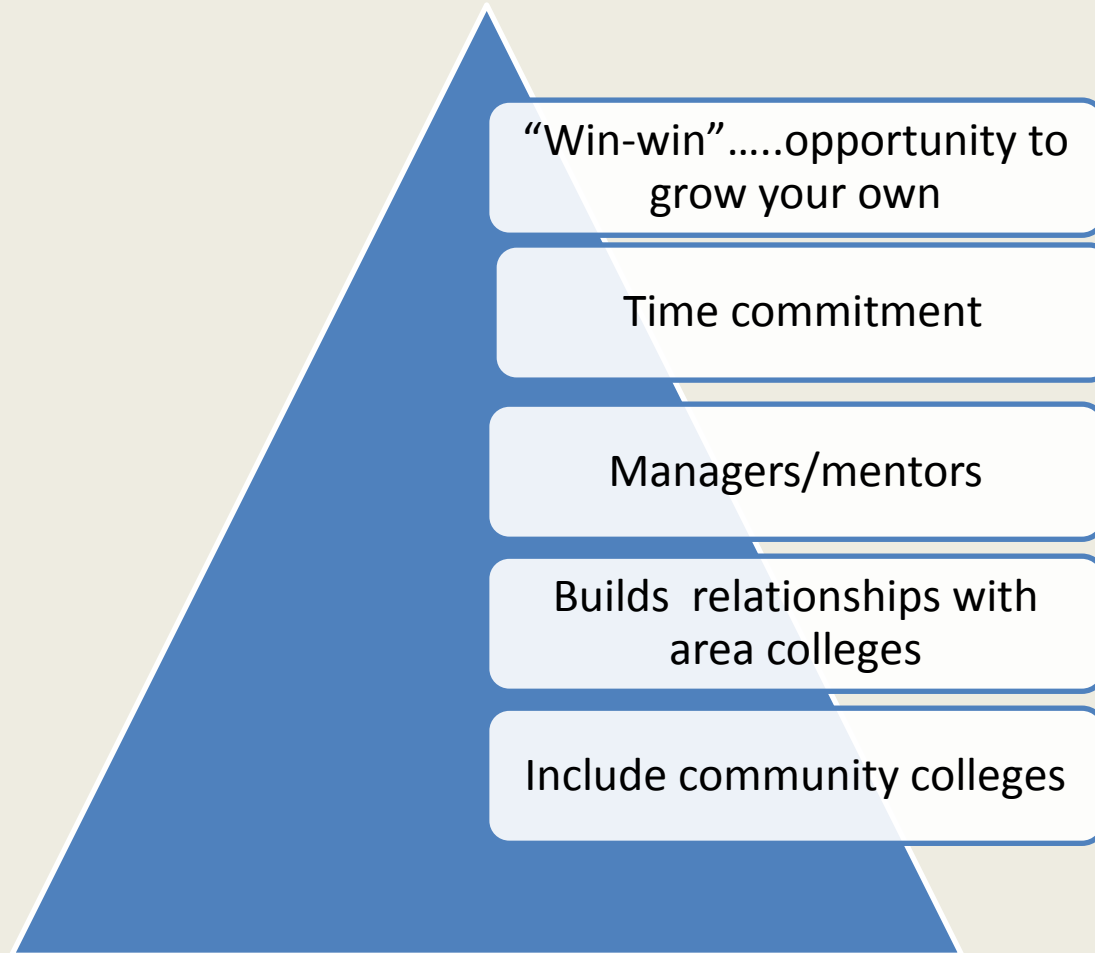 “Win-win”.....opportunity to
grow your own
Time commitment
Managers/mentors
Builds  relationships with
area colleges
Include community colleges